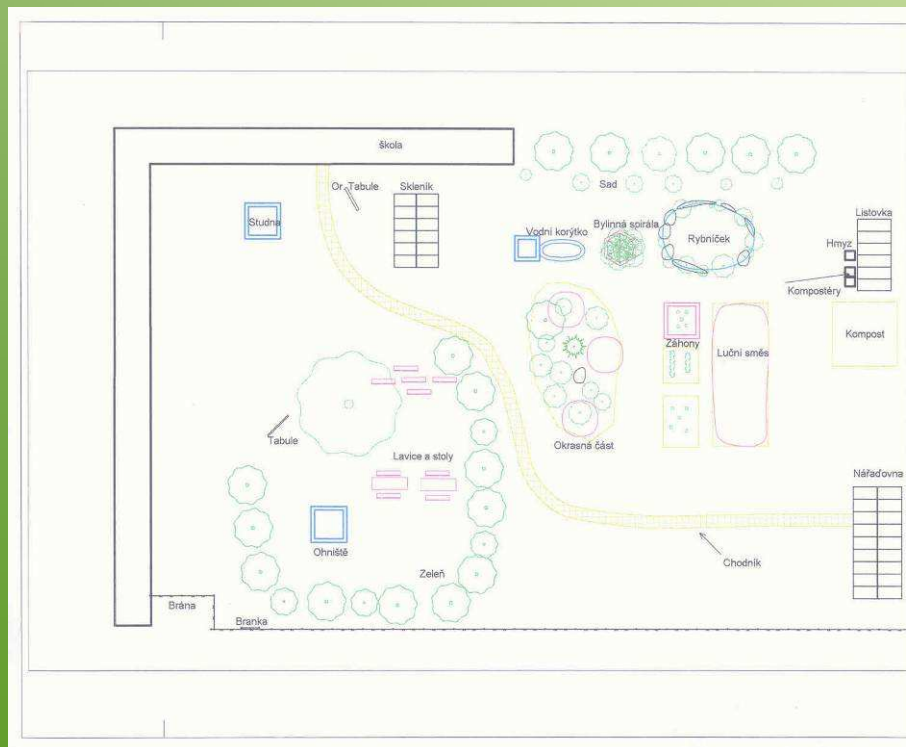 škola
Or. Tabule
Skleník
Sad
Studna
Vodní korýtko
Bylinná spirála
Rybníček
Listovka
Hmyz
Kompostéry
Kompost
Záhony
Luční směs
Okrasná část
Tabule
Lavice a stoly
Nářaďovna
Ohniště
Zeleň
Chodník
Brána
Branka